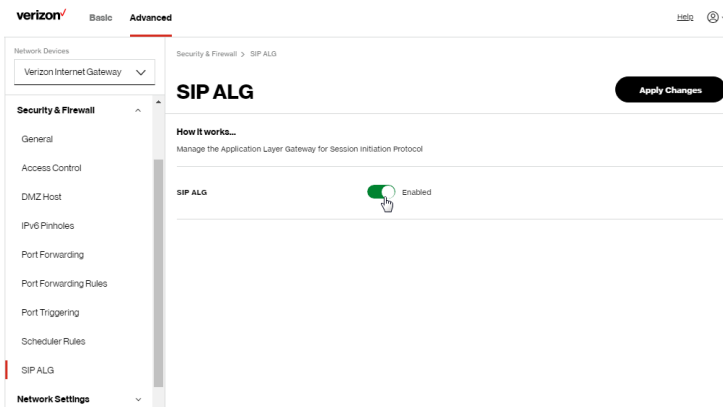 verizon✓
Basic
Advanced
Help
Network Devices
Verizon Internet Gateway
Security & Firewall
General
Access Control
DMZ Host
IPv6 Pinholes
Port Forwarding
Port Forwarding Rules
Port Triggering
Scheduler Rules
SIP ALG
Network Settings
Security & Firewall > SIP ALG
SIP ALG
Apply Changes
How it works...
Manage the Application Layer Gateway for Session Initiation Protocol
SIP ALG
Enabled